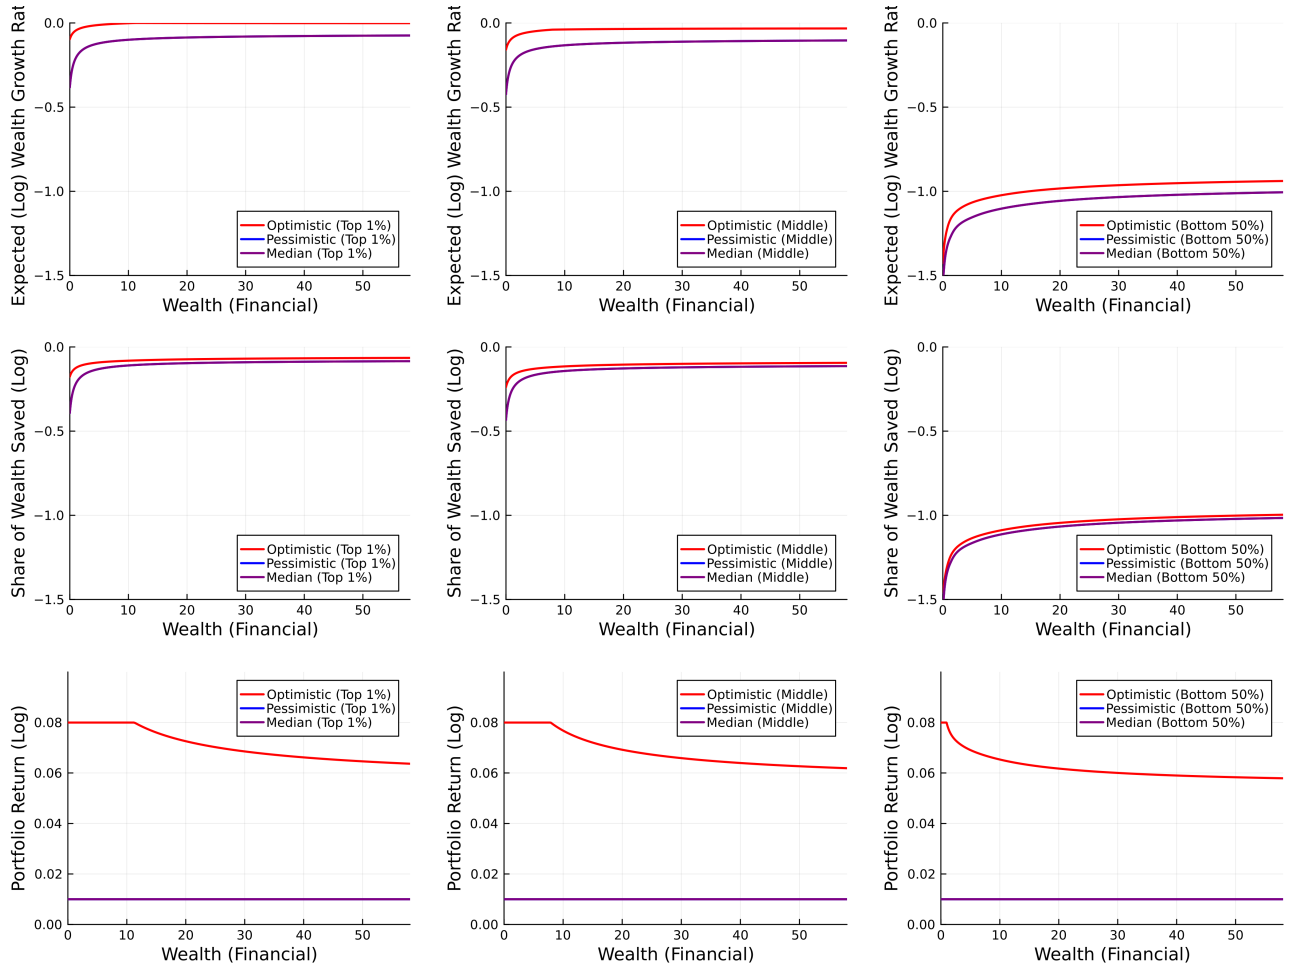 Expected (Log) Wealth Growth Rat
0.0
−0.5
−1.0
−1.5
0
10
20
30
40
50
Optimistic (Top 1%)
Pessimistic (Top 1%)
Median (Top 1%)
Wealth (Financial)
Expected (Log) Wealth Growth Rat
0.0
−0.5
−1.0
−1.5
0
10
20
30
40
50
Optimistic (Middle)
Pessimistic (Middle)
Median (Middle)
Wealth (Financial)
Expected (Log) Wealth Growth Rat
0.0
−0.5
−1.0
−1.5
0
10
20
30
40
50
Optimistic (Bottom 50%)
Pessimistic (Bottom 50%)
Median (Bottom 50%)
Wealth (Financial)
Share of Wealth Saved (Log)
0.0
−0.5
−1.0
−1.5
0
10
20
30
40
50
Optimistic (Top 1%)
Pessimistic (Top 1%)
Median (Top 1%)
Wealth (Financial)
Share of Wealth Saved (Log)
0.0
−0.5
−1.0
−1.5
0
10
20
30
40
50
Optimistic (Middle)
Pessimistic (Middle)
Median (Middle)
Wealth (Financial)
Share of Wealth Saved (Log)
0.0
−0.5
−1.0
−1.5
0
10
20
30
40
50
Optimistic (Bottom 50%)
Pessimistic (Bottom 50%)
Median (Bottom 50%)
Wealth (Financial)
Portfolio Return (Log)
0.08
0.06
0.04
0.02
0.00
0
10
20
30
40
50
Optimistic (Top 1%)
Pessimistic (Top 1%)
Median (Top 1%)
Wealth (Financial)
Portfolio Return (Log)
0.08
0.06
0.04
0.02
0.00
0
10
20
30
40
50
Optimistic (Middle)
Pessimistic (Middle)
Median (Middle)
Wealth (Financial)
Portfolio Return (Log)
0.08
0.06
0.04
0.02
0.00
0
10
20
30
40
50
Optimistic (Bottom 50%)
Pessimistic (Bottom 50%)
Median (Bottom 50%)
Wealth (Financial)